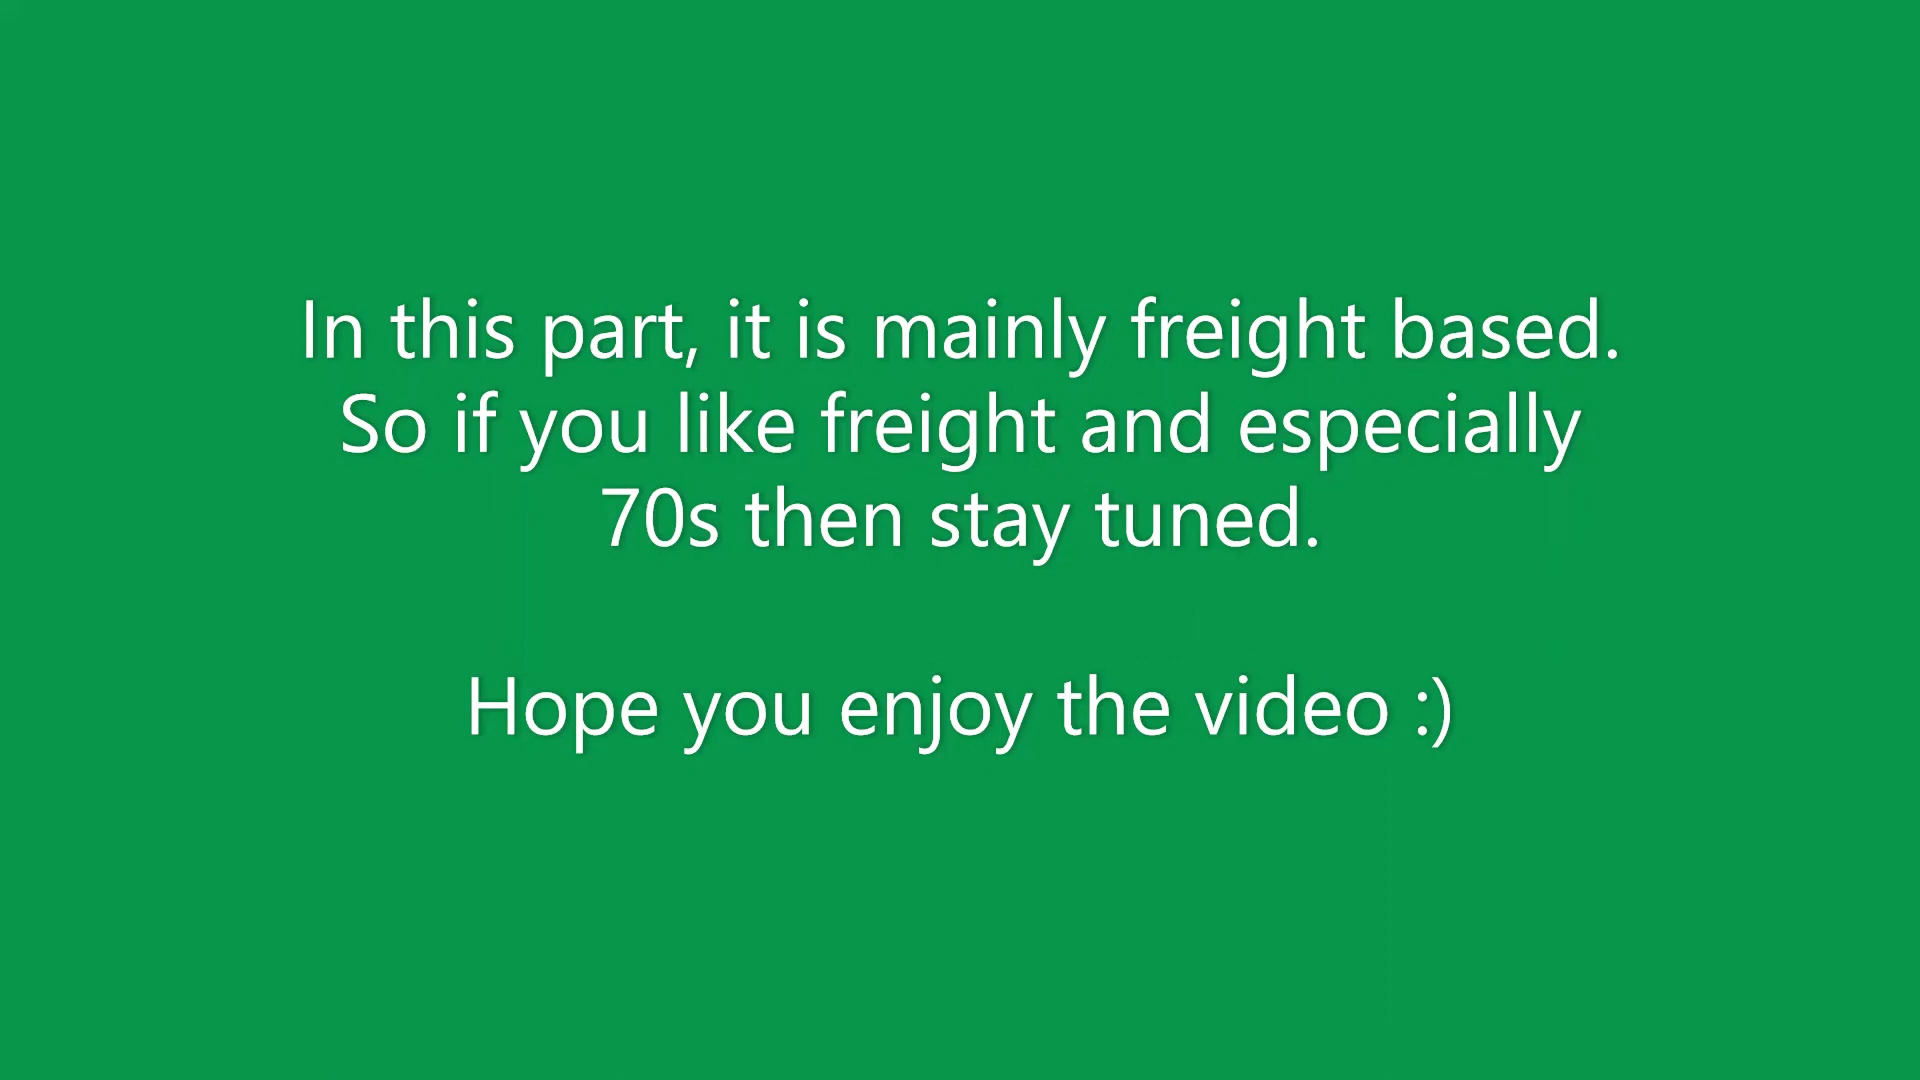 In this part, it is mainly freight based.
So if you like freight and especially
70s then stay tuned.
Hope you enjoy the video :)